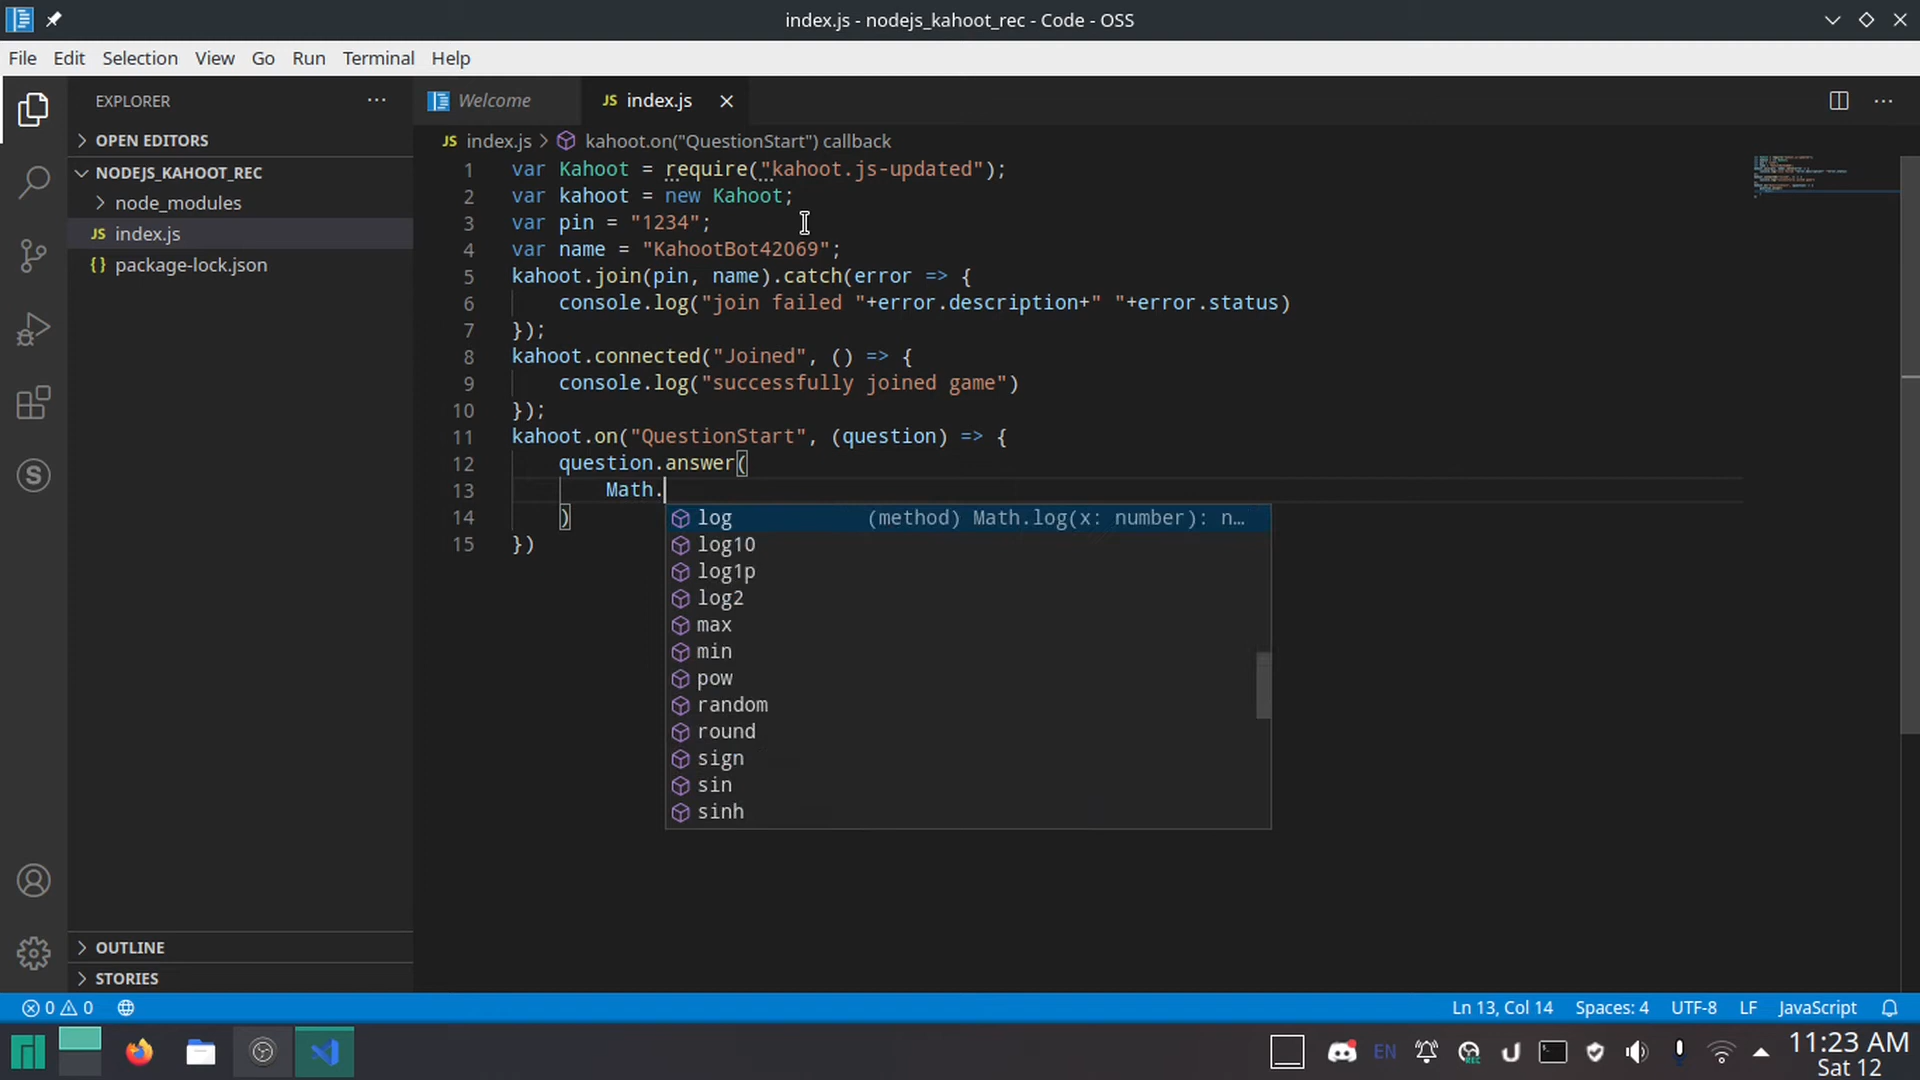 index.js - nodejs_kahoot_rec - Code - OSS
File Edit Selection View Go Run Terminal Help
EXPLORER
OPEN EDITORS
NODEJS_KAHOOT_REC
node_modules
JS index.js
{} package-lock.json
OUTLINE
STORIES
Welcome JS index.js
JS index.js > kahoot.on("QuestionStart") callback
1 var Kahoot = require("kahoot.js-updated");
2 var kahoot = new Kahoot;
3 var pin = "1234";
4 var name = "KahootBot42069";
5 kahoot.join(pin, name).catch(error => {
6 console.log("join failed "+error.description+" "+error.status)
7 });
8 kahoot.connected("Joined", () => {
9 console.log("successfully joined game")
10 });
11 kahoot.on("QuestionStart", (question) => {
12 question.answer(
13 Math.
14 )
15 })
log (method) Math.log(x: number): n…
log10
log1p
log2
max
min
pow
random
round
sign
sin
sinh
0 0 Ln 13, Col 14 Spaces: 4 UTF-8 LF JavaScript
EN REC 11:23 AM
Sat 12